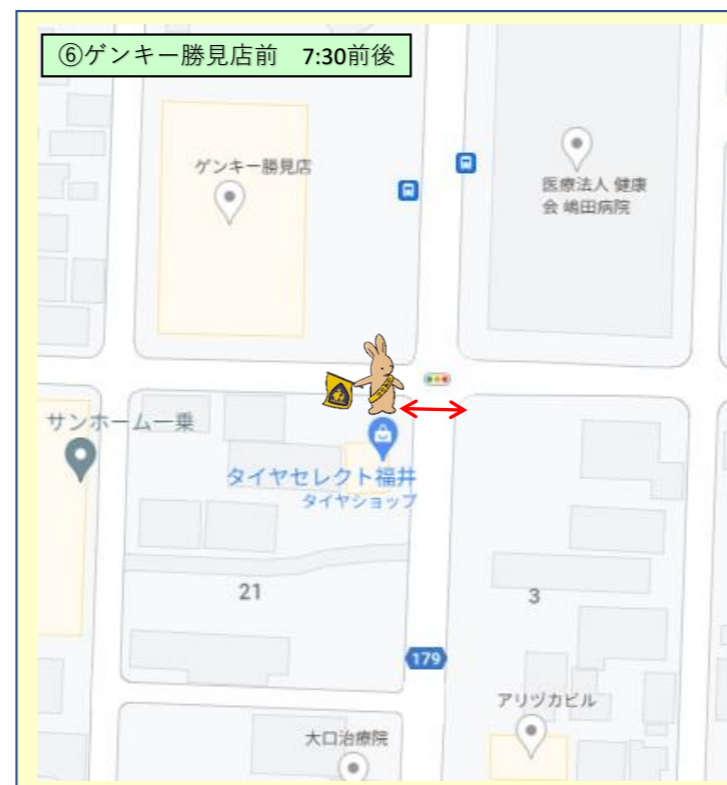 ⑥ゲンキー勝見店前 7:30前後
ゲンキー勝見店
医療法人 健康
会 嶋田病院
サンホーム一乗
タイヤセレクト福井
タイヤショップ
21
3
179
アリヅカビル
大口治療院